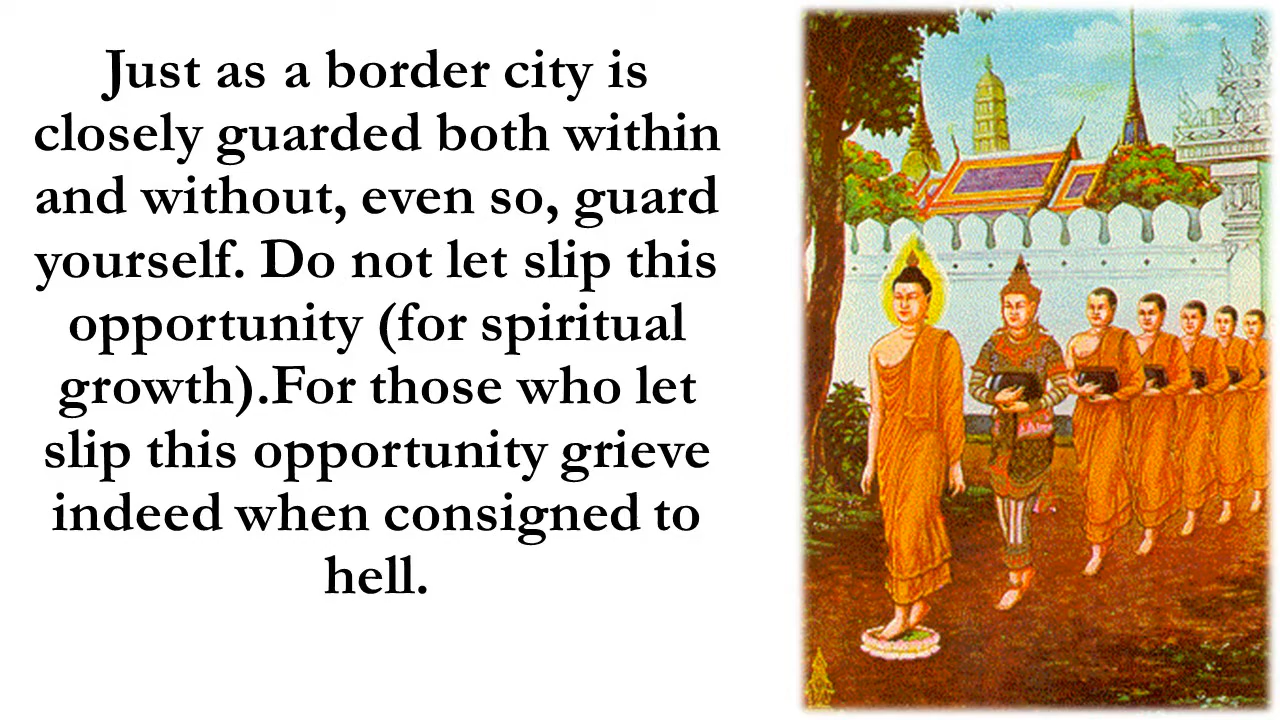 Just as a border city is
closely guarded both within
and without, even so, guard
yourself. Do not let slip this
opportunity (for spiritual
growth).For those who let
slip this opportunity grieve
indeed when consigned to
hell.